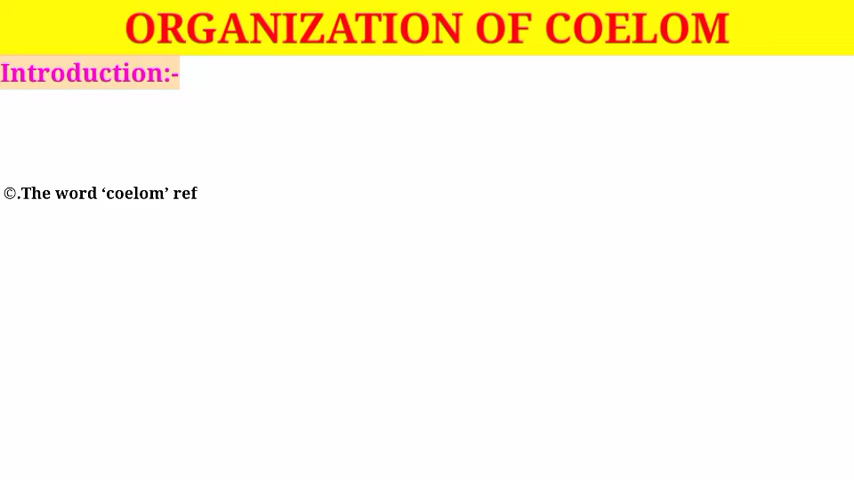 ORGANIZATION OF COELOM
Introduction:-
©.The word ‘coelom’ ref